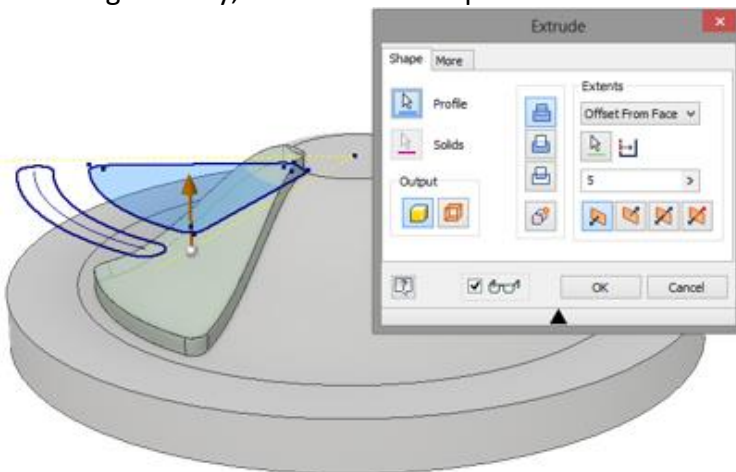 Extrude
Shape More
Extents
Profile
Offset From Face
Solids
Output
5
OK Cancel